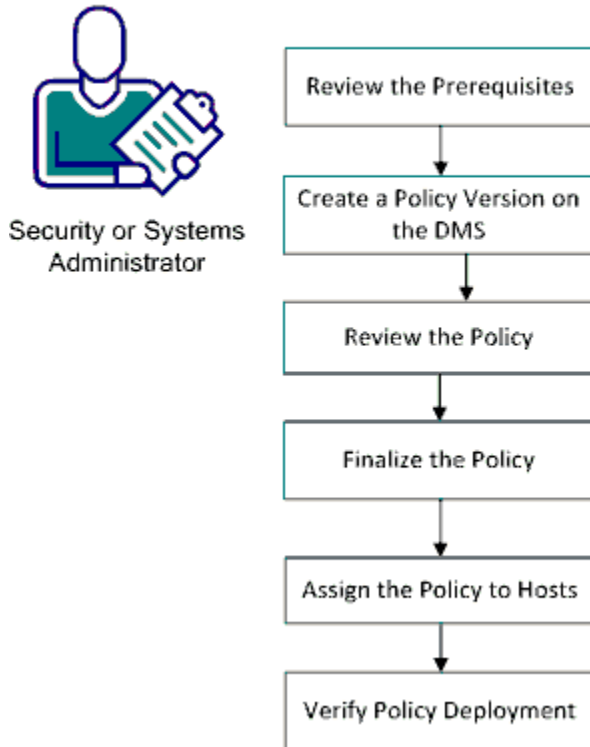 Security or Systems
Administrator
Review the Prerequisites
Create a Policy Version on
the DMS
Review the Policy
Finalize the Policy
Assign the Policy to Hosts
Verify Policy Deployment